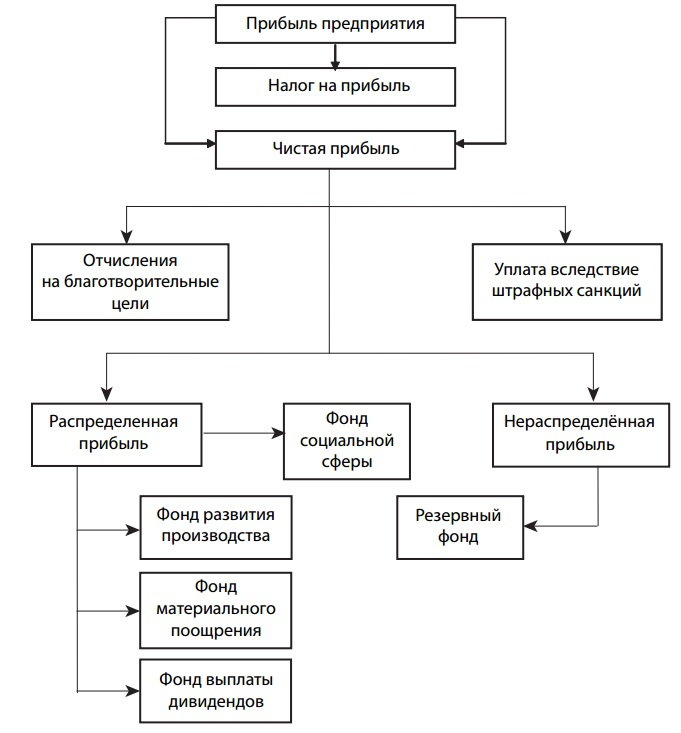 Прибыль предприятия
Налог на прибыль
Чистая прибыль
Отчисления
на благотворительные
цели
Уплата вследствие
штрафных санкций
Распределенная
прибыль
Фонд
социальной
сферы
Нераспределённая
прибыль
Фонд развития
производства
Резервный
фонд
Фонд
материального
поощрения
Фонд выплаты
дивидендов